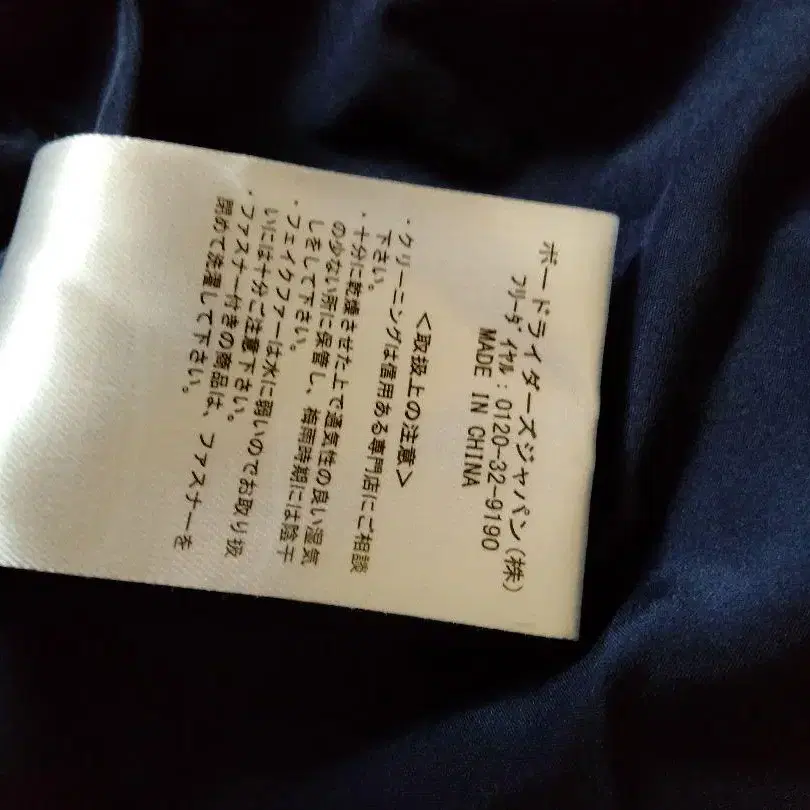 ボードライダーズジャパン(株)
フリーダイヤル:0120-32-9190
MADE IN CHINA
<取扱上の注意>
・クリーニングは信用ある専門店にご相談
下さい。
・十分に乾燥させた上で通気性の良い湿気
の少ない所に保管し、梅雨時期には陰干
しをして下さい。
・フェイクファーは水に弱いのでお取り扱
いには十分ご注意下さい。
・ファスナー付きの商品は、ファスナーを
閉めて洗濯して下さい。